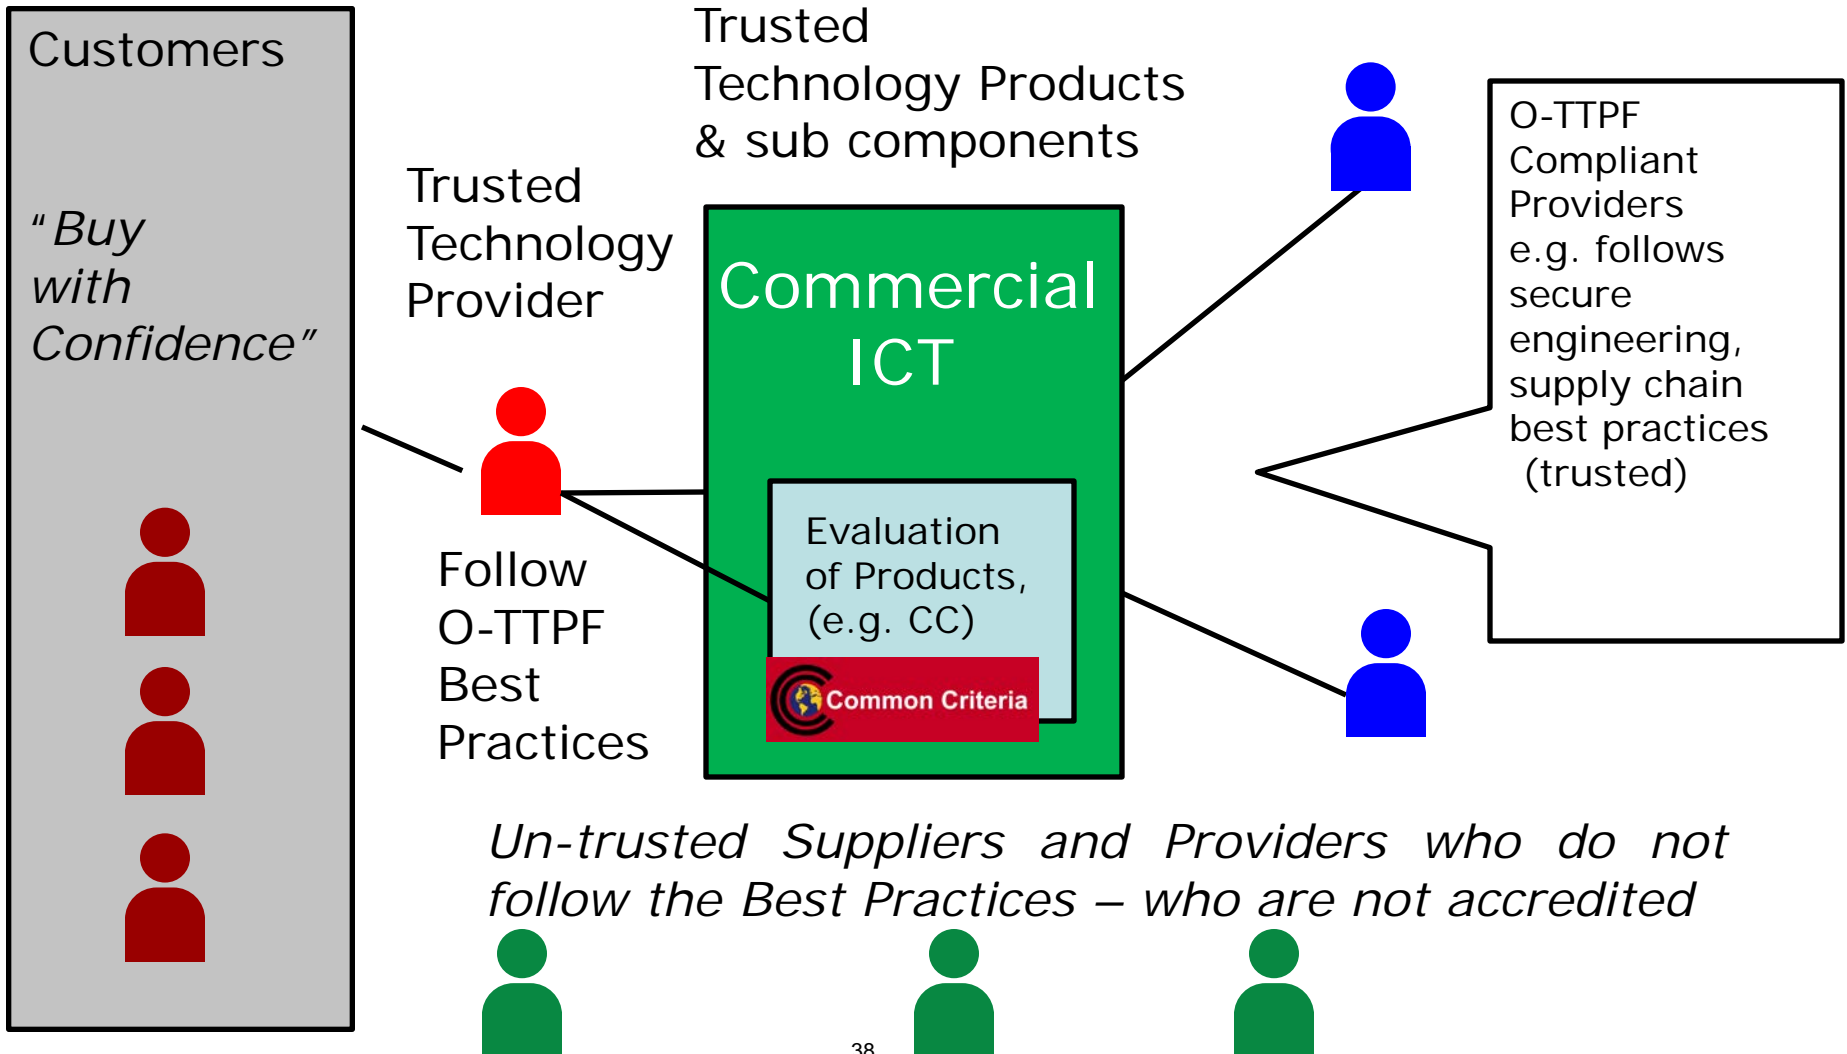 Customers
“Buy
with
Confidence”
Trusted
Technology
Provider
Follow
O-TTPF
Best
Practices
Trusted
Technology Products
& sub components
Commercial
ICT
Evaluation
of Products,
(e.g. CC)
Common Criteria
O-TTPF
Compliant
Providers
e.g. follows
secure
engineering,
supply chain
best practices
(trusted)
Un-trusted Suppliers and Providers who do not
follow the Best Practices – who are not accredited
38